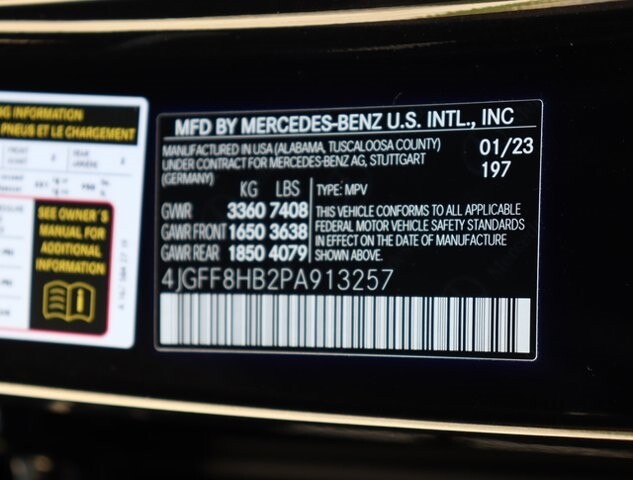 NG INFORMATION
PNEUS ET LE CHARGEMENT
SEE OWNER'S
MANUAL FOR
ADDITIONAL
INFORMATION
MFD BY MERCEDES-BENZ U.S. INTL., INC
MANUFACTURED IN USA (ALABAMA, TUSCALOOSA COUNTY)
UNDER CONTRACT FOR MERCEDES-BENZ AG, STUTTGART
(GERMANY)
01/23
197
KG LBS
GVWR 3360 7408
GAWR FRONT 1650 3638
GAWR REAR 1850 4079
TYPE: MPV
THIS VEHICLE CONFORMS TO ALL APPLICABLE
FEDERAL MOTOR VEHICLE SAFETY STANDARDS
IN EFFECT ON THE DATE OF MANUFACTURE
SHOWN ABOVE.
4JGFF8HB2PA913257